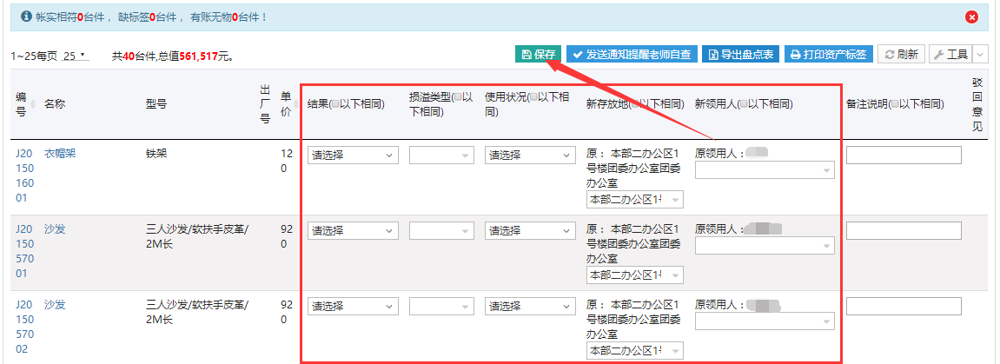 帐实相符0台件， 缺标签0台件， 有账无物0台件！
1~25每页 25 共40台件,总值561,517元。 保存 发送通知提醒老师自查 导出盘点表 打印资产标签 刷新 工具
编号 名称 型号 出厂号 单价 结果(以下相同) 损溢类型(以下相同) 使用状况(以下相同) 新存放地(以下相同) 新领用人(以下相同) 备注说明(以下相同) 驳回意见
J2015016001 衣帽架 铁架 120 请选择 请选择 原： 本部二办公区1号楼团委办公室团委办公室 原领用人：
本部二办公区1号
J2015057001 沙发 三人沙发/软扶手皮革/2M长 920 请选择 请选择 原： 本部二办公区1号楼团委办公室团委办公室 原领用人：
本部二办公区1号
J2015057002 沙发 三人沙发/软扶手皮革/2M长 920 请选择 请选择 原： 本部二办公区1号楼团委办公室团委办公室 原领用人：
本部二办公区1号